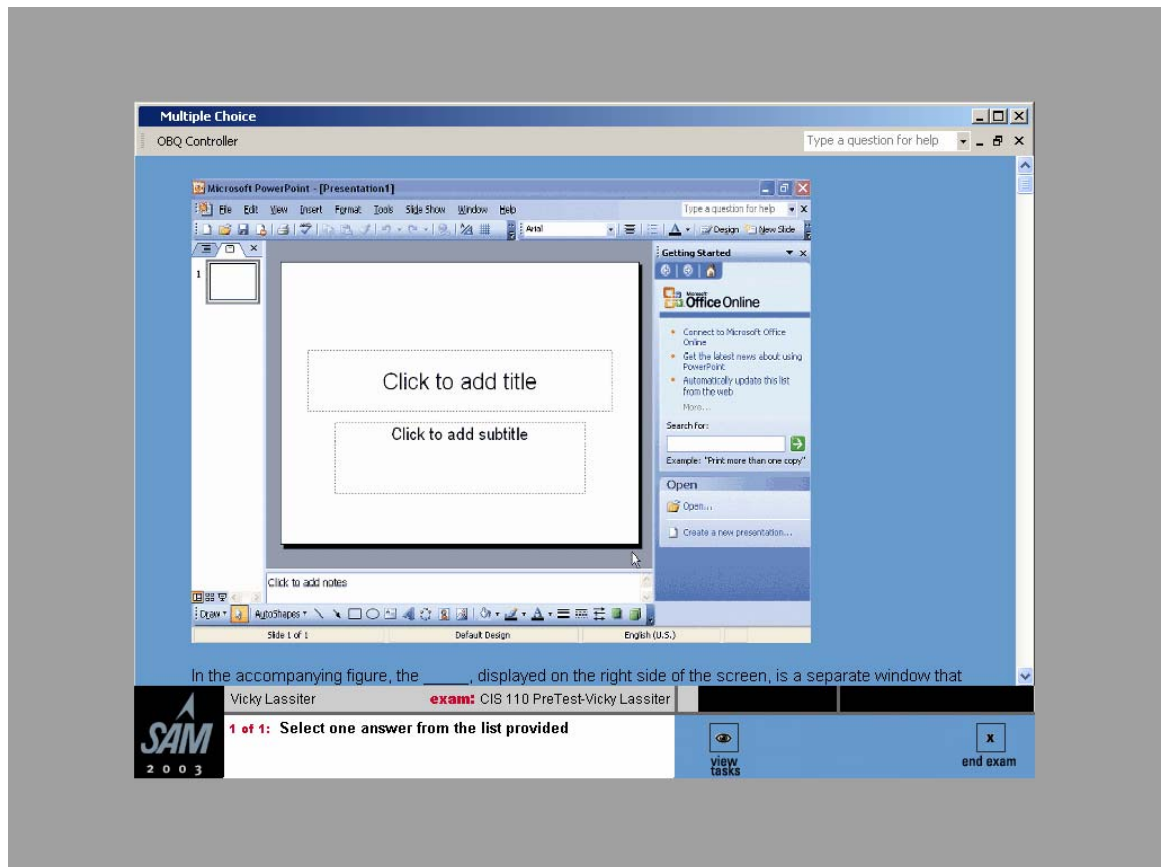 Multiple Choice
OBQ Controller
Type a question for help
Microsoft PowerPoint - [Presentation1]
File Edit View Insert Format Tools Slide Show Window Help
Type a question for help
Arial
Design
New Slide
Getting Started
1
Microsoft
Office Online
Connect to Microsoft Office
Online
Get the latest news about using
PowerPoint
Automatically update this list
from the web
More...
Click to add title
Search for:
Click to add subtitle
Example: "Print more than one copy"
Open
Open...
Create a new presentation...
Click to add notes
Draw AutoShapes
Slide 1 of 1 Default Design English (U.S.)
In the accompanying figure, the _____, displayed on the right side of the screen, is a separate window that
Vicky Lassiter exam: CIS 110 PreTest-Vicky Lassiter
1 of 1: Select one answer from the list provided
SAM
2003
view
tasks
x
end exam